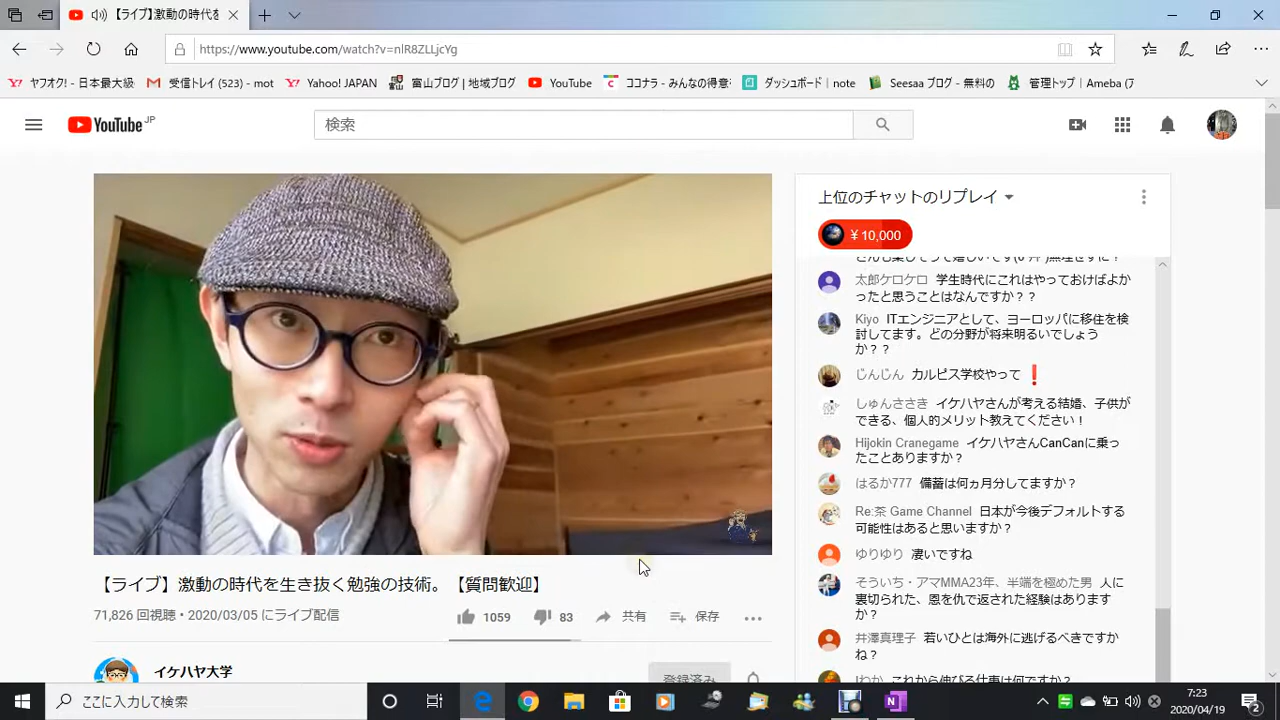 【ライブ】激動の時代を
https://www.youtube.com/watch?v=nlR8ZLLjcYg
ヤフオク! - 日本最大級
受信トレイ (523) - mot
Yahoo! JAPAN
富山ブログ | 地域ブログ
YouTube
ココナラ - みんなの得意
ダッシュボード | note
Seesaa ブログ - 無料の
管理トップ | Ameba (ア
YouTube JP
検索
上位のチャットのリプレイ
¥ 10,000
太郎ケロケロ 学生時代にこれはやっておけばよか
ったと思うことはなんですか？？
Kiyo ITエンジニアとして、ヨーロッパに移住を検
討してます。どの分野が将来明るいでしょう
か？？
じんじん カルピス学校やって❗
しゅんささき イケハヤさんが考える結婚、子供が
できる、個人的メリット教えてください！
Hijokin Cranegame イケハヤさんCanCanに乗っ
たことありますか？
はるか777 備蓄は何ヵ月分してますか？
Re:茶 Game Channel 日本が今後デフォルトする
可能性はあると思いますか？
ゆりゆり 凄いですね
そういち・アマMMA23年、半端を極めた男 人に
裏切られた、恩を仇で返された経験はあります
か？
井澤真理子 若いひとは海外に逃げるべきですか
ね？
これから伸びる仕事は何ですか？
【ライブ】激動の時代を生き抜く勉強の技術。【質問歓迎】
71,826 回視聴・2020/03/05 にライブ配信
1059
83
共有
保存
イケハヤ大学
登録済み
ここに入力して検索
7:23
2020/04/19
2